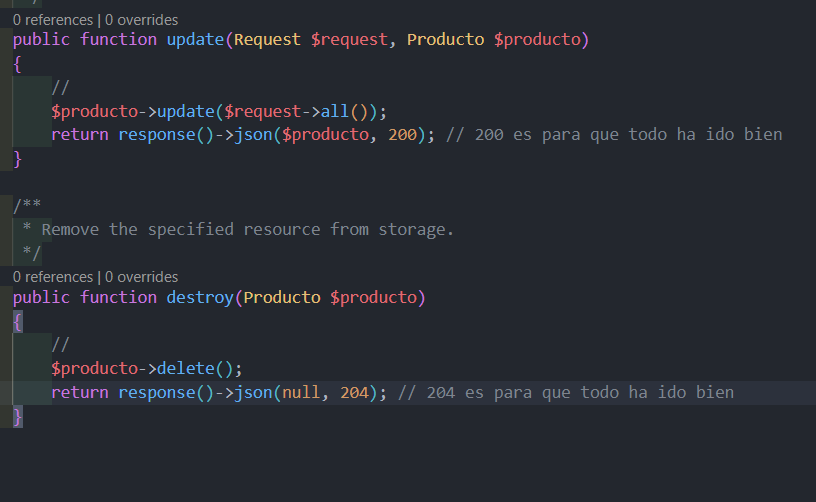 */
0 references | 0 overrides
public function update(Request $request, Producto $producto)
{
//
$producto->update($request->all());
return response()->json($producto, 200); // 200 es para que todo ha ido bien
}
/**
* Remove the specified resource from storage.
*/
0 references | 0 overrides
public function destroy(Producto $producto)
{
//
$producto->delete();
return response()->json(null, 204); // 204 es para que todo ha ido bien
}